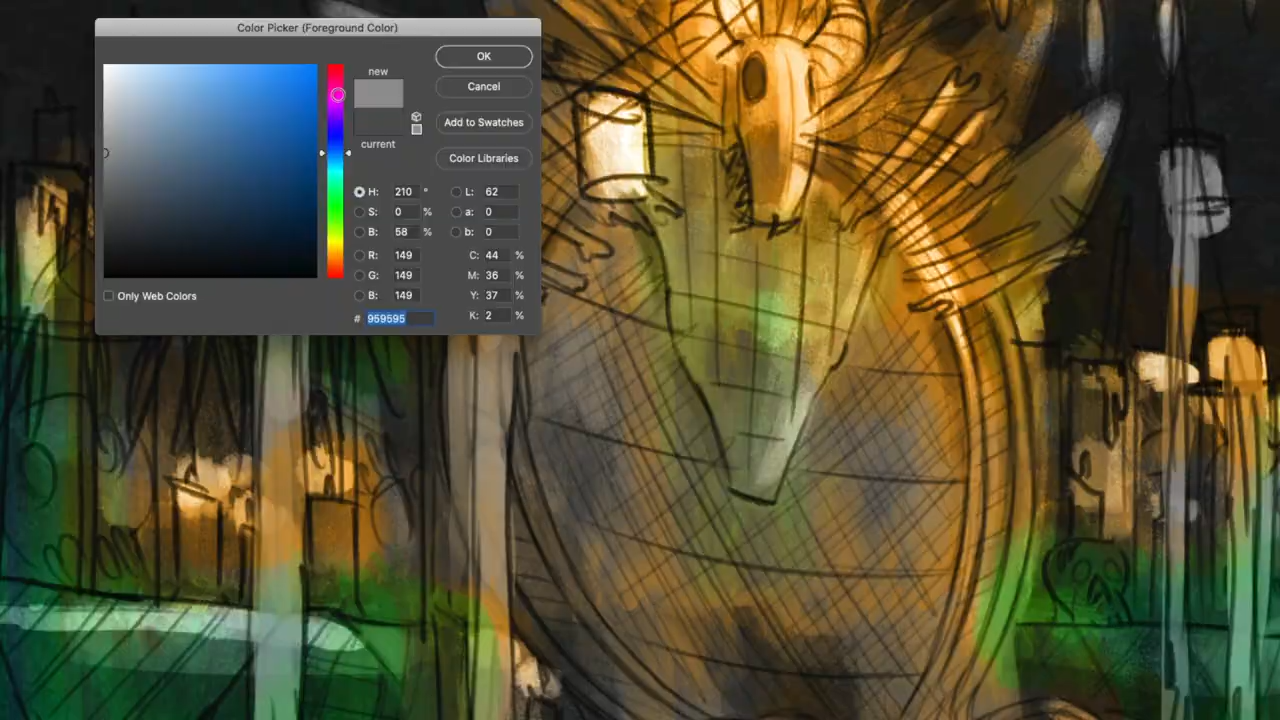 Color Picker (Foreground Color)
new
current
OK
Cancel
Add to Swatches
Color Libraries
H: 210 °
S: 0 %
B: 58 %
R: 149
G: 149
B: 149
# 959595
L: 62
a: 0
b: 0
C: 44 %
M: 36 %
Y: 37 %
K: 2 %
Only Web Colors